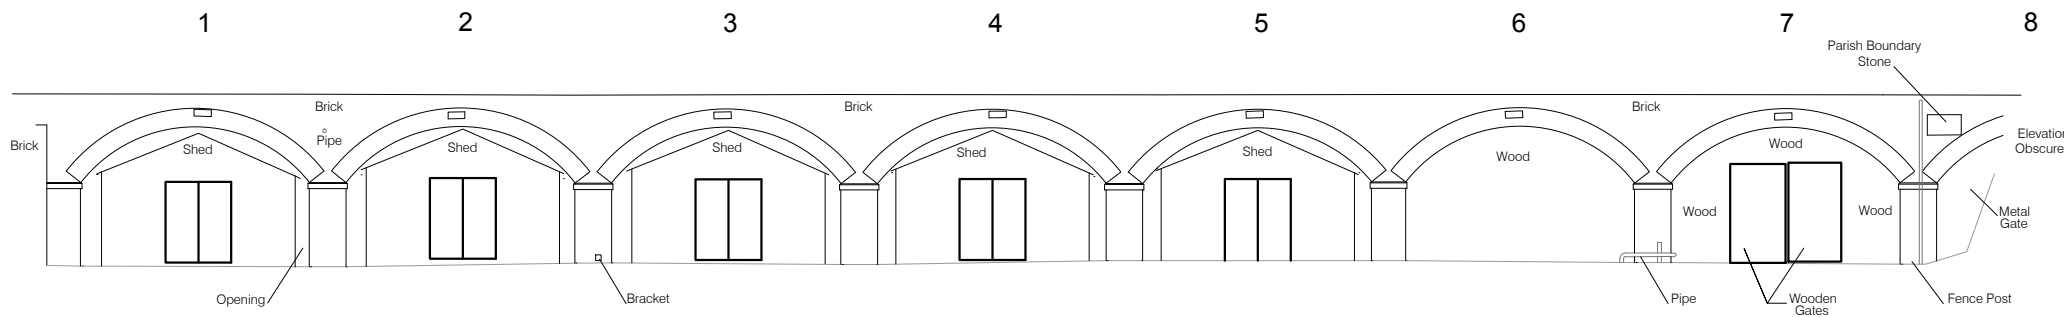 1 2 3 4 5 6 7 8
Parish Boundary
Stone
Brick Brick Brick
Pipe
Brick Shed Shed Shed Shed Shed Wood Wood
Elevation
Obscure
Wood Wood Metal
Gate
Opening Bracket Pipe Wooden
Gates
Fence Post